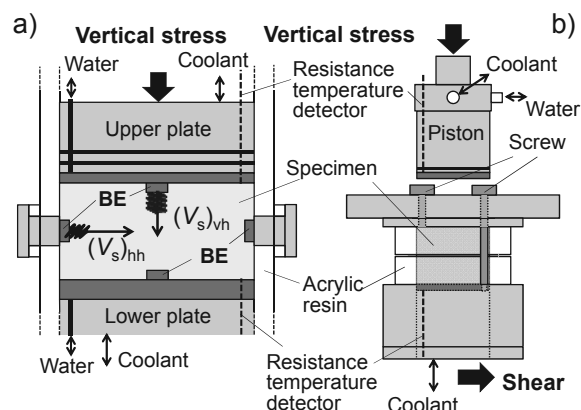 a)
Vertical stress
Vertical stress
b)
Water
Coolant
Resistance
temperature
detector
Coolant
Water
Upper plate
Piston
Screw
BE
Specimen
(Vs)vh
(Vs)hh
BE
Acrylic
resin
Lower plate
Water
Coolant
Resistance
temperature
detector
Shear
Coolant